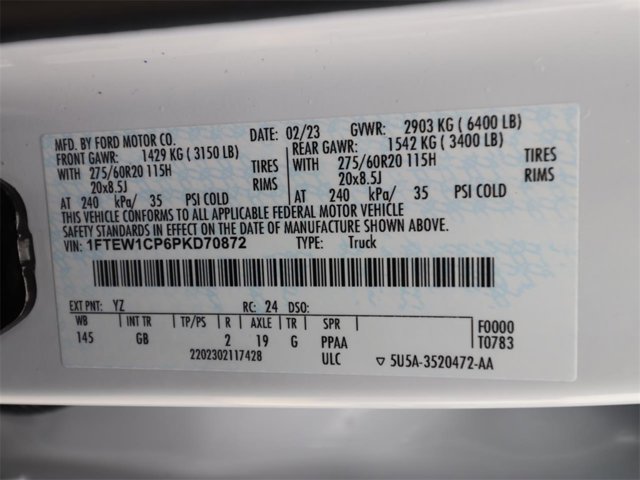 MFD. BY FORD MOTOR CO. DATE: 02/23 GVWR: 2903 KG ( 6400 LB)
FRONT GAWR: 1429 KG ( 3150 LB) REAR GAWR: 1542 KG ( 3400 LB)
WITH 275/60R20 115H TIRES WITH 275/60R20 115H TIRES
20x8.5J RIMS 20x8.5J RIMS
AT 240 kPa/ 35 PSI COLD AT 240 kPa/ 35 PSI COLD
THIS VEHICLE CONFORMS TO ALL APPLICABLE FEDERAL MOTOR VEHICLE
SAFETY STANDARDS IN EFFECT ON THE DATE OF MANUFACTURE SHOWN ABOVE.
VIN: 1FTEW1CP6PKD70872 TYPE: Truck
EXT PNT: YZ RC: 24 DSO:
WB INT TR TP/PS R AXLE TR SPR F0000
145 GB 2 19 G PPAA T0783
2202302117428 ULC ▽ 5U5A-3520472-AA